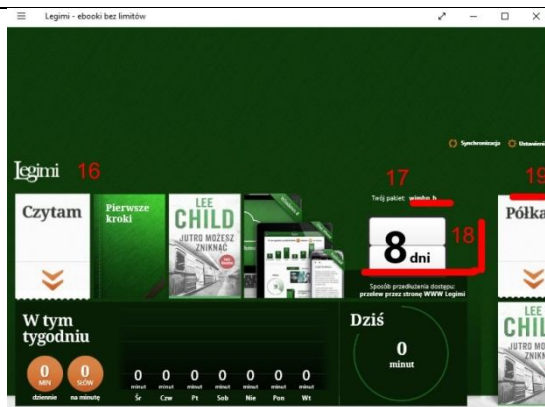 Legimi - ebooki bez limitów
Synchronizacja
Ustawieni
Legimi 16
17
19
Twój pakiet:
Czytam
Pierwsze
kroki
LEE
CHILD
JUTRO MOŻESZ
ZNIKNĄĆ
8 dni
18
Półka
Sposób przedłużenia dostępu:
przelew przez stronę WWW Legimi
W tym
tygodniu
0
MIN
dziennie
0
SŁÓW
na minutę
0 0 0 0 0 0 0
minut minut minut minut minut minut minut
Śr Czw Pt Sob Nie Pon Wt
Dziś
0
minut
LEE
CHIL
JUTRO MO
ZNIKN